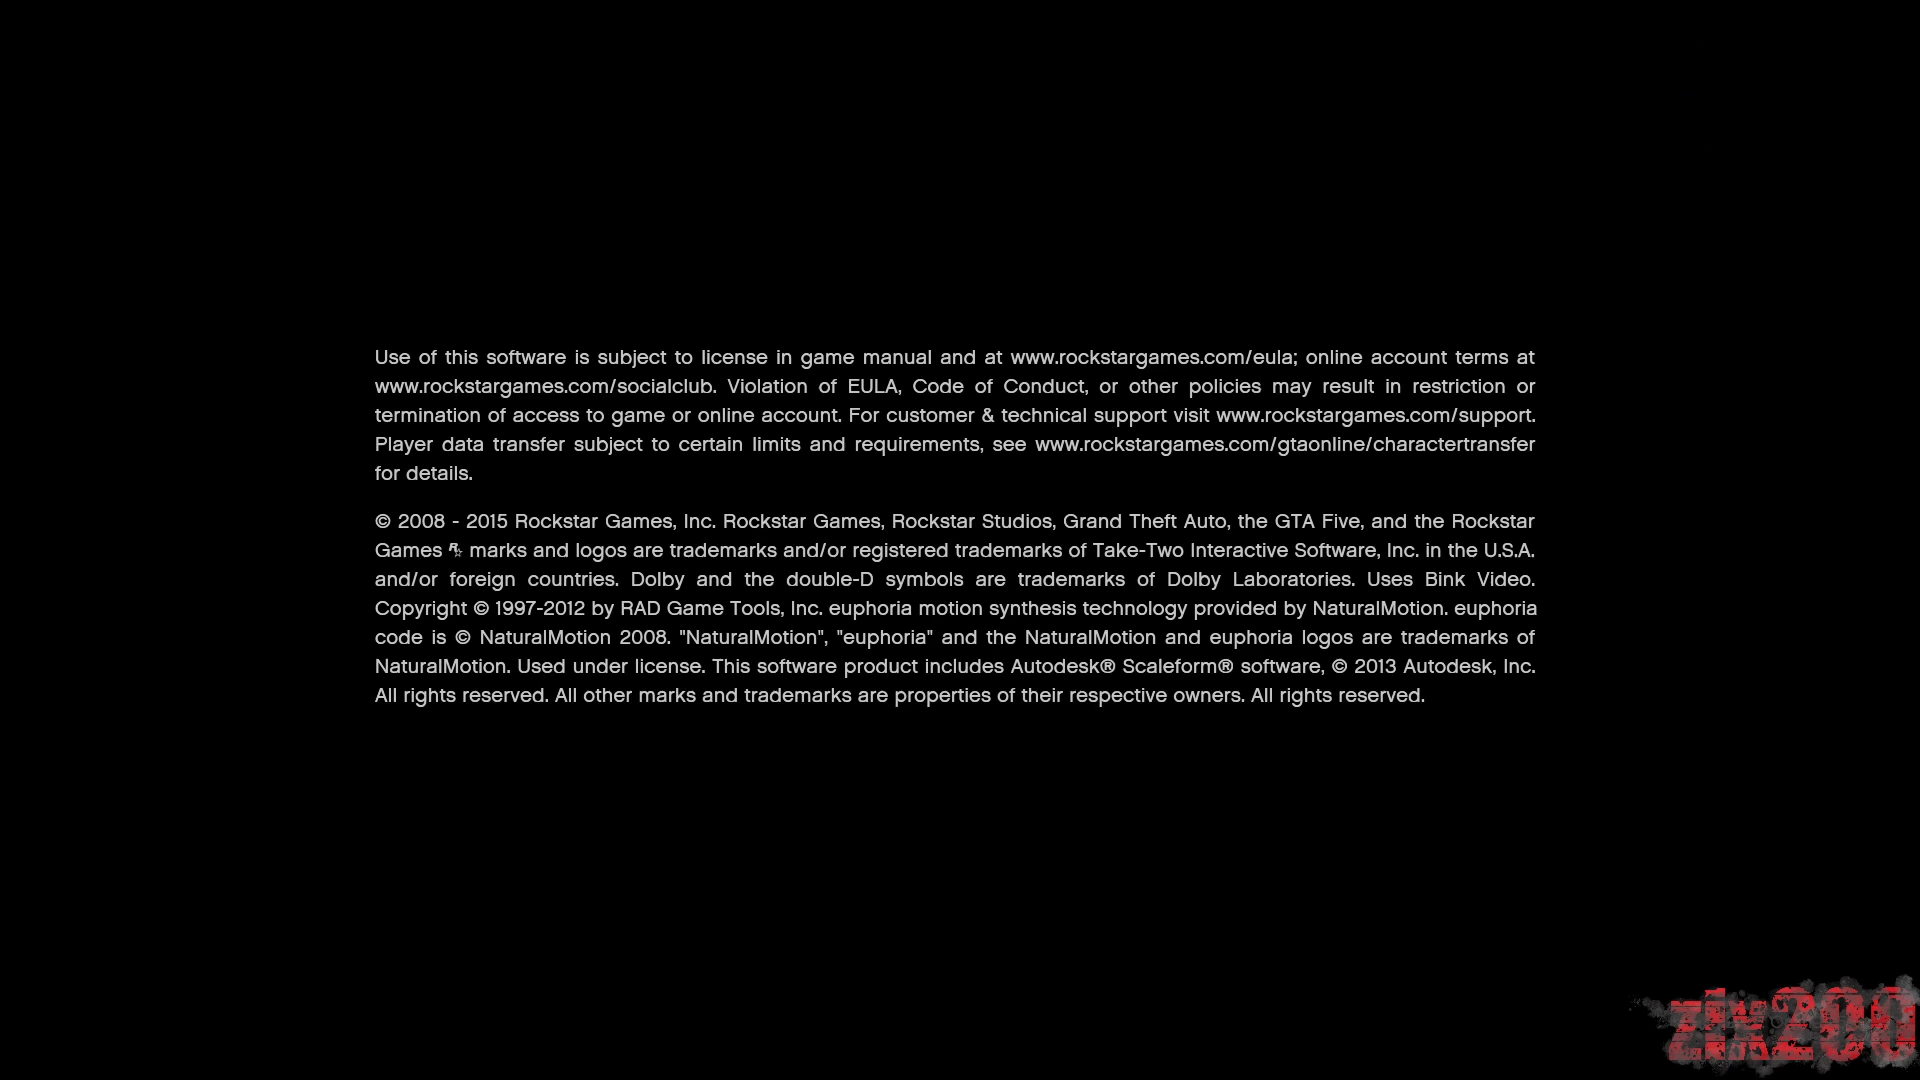 Use of this software is subject to license in game manual and at www.rockstargames.com/eula; online account terms at
www.rockstargames.com/socialclub. Violation of EULA, Code of Conduct, or other policies may result in restriction or
termination of access to game or online account. For customer & technical support visit www.rockstargames.com/support.
Player data transfer subject to certain limits and requirements, see www.rockstargames.com/gtaonline/charactertransfer
for details.
© 2008 - 2015 Rockstar Games, Inc. Rockstar Games, Rockstar Studios, Grand Theft Auto, the GTA Five, and the Rockstar
Games R* marks and logos are trademarks and/or registered trademarks of Take-Two Interactive Software, Inc. in the U.S.A.
and/or foreign countries. Dolby and the double-D symbols are trademarks of Dolby Laboratories. Uses Bink Video.
Copyright © 1997-2012 by RAD Game Tools, Inc. euphoria motion synthesis technology provided by NaturalMotion. euphoria
code is © NaturalMotion 2008. "NaturalMotion", "euphoria" and the NaturalMotion and euphoria logos are trademarks of
NaturalMotion. Used under license. This software product includes Autodesk® Scaleform® software, © 2013 Autodesk, Inc.
All rights reserved. All other marks and trademarks are properties of their respective owners. All rights reserved.
zix200